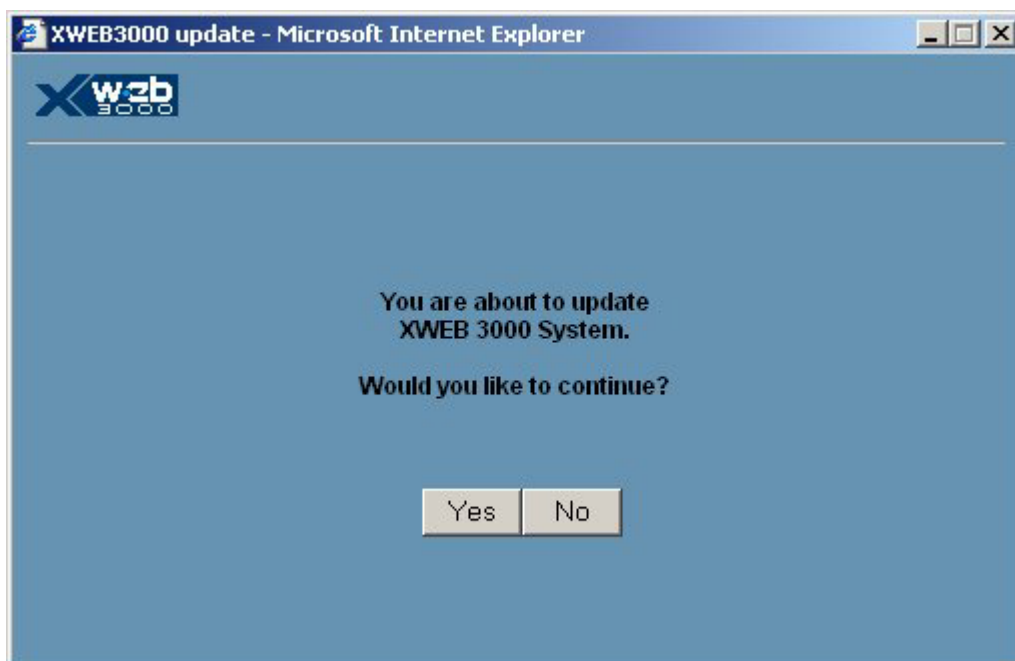 XWEB3000 update - Microsoft Internet Explorer
Xweb
3000
You are about to update
XWEB 3000 System.
Would you like to continue?
Yes No